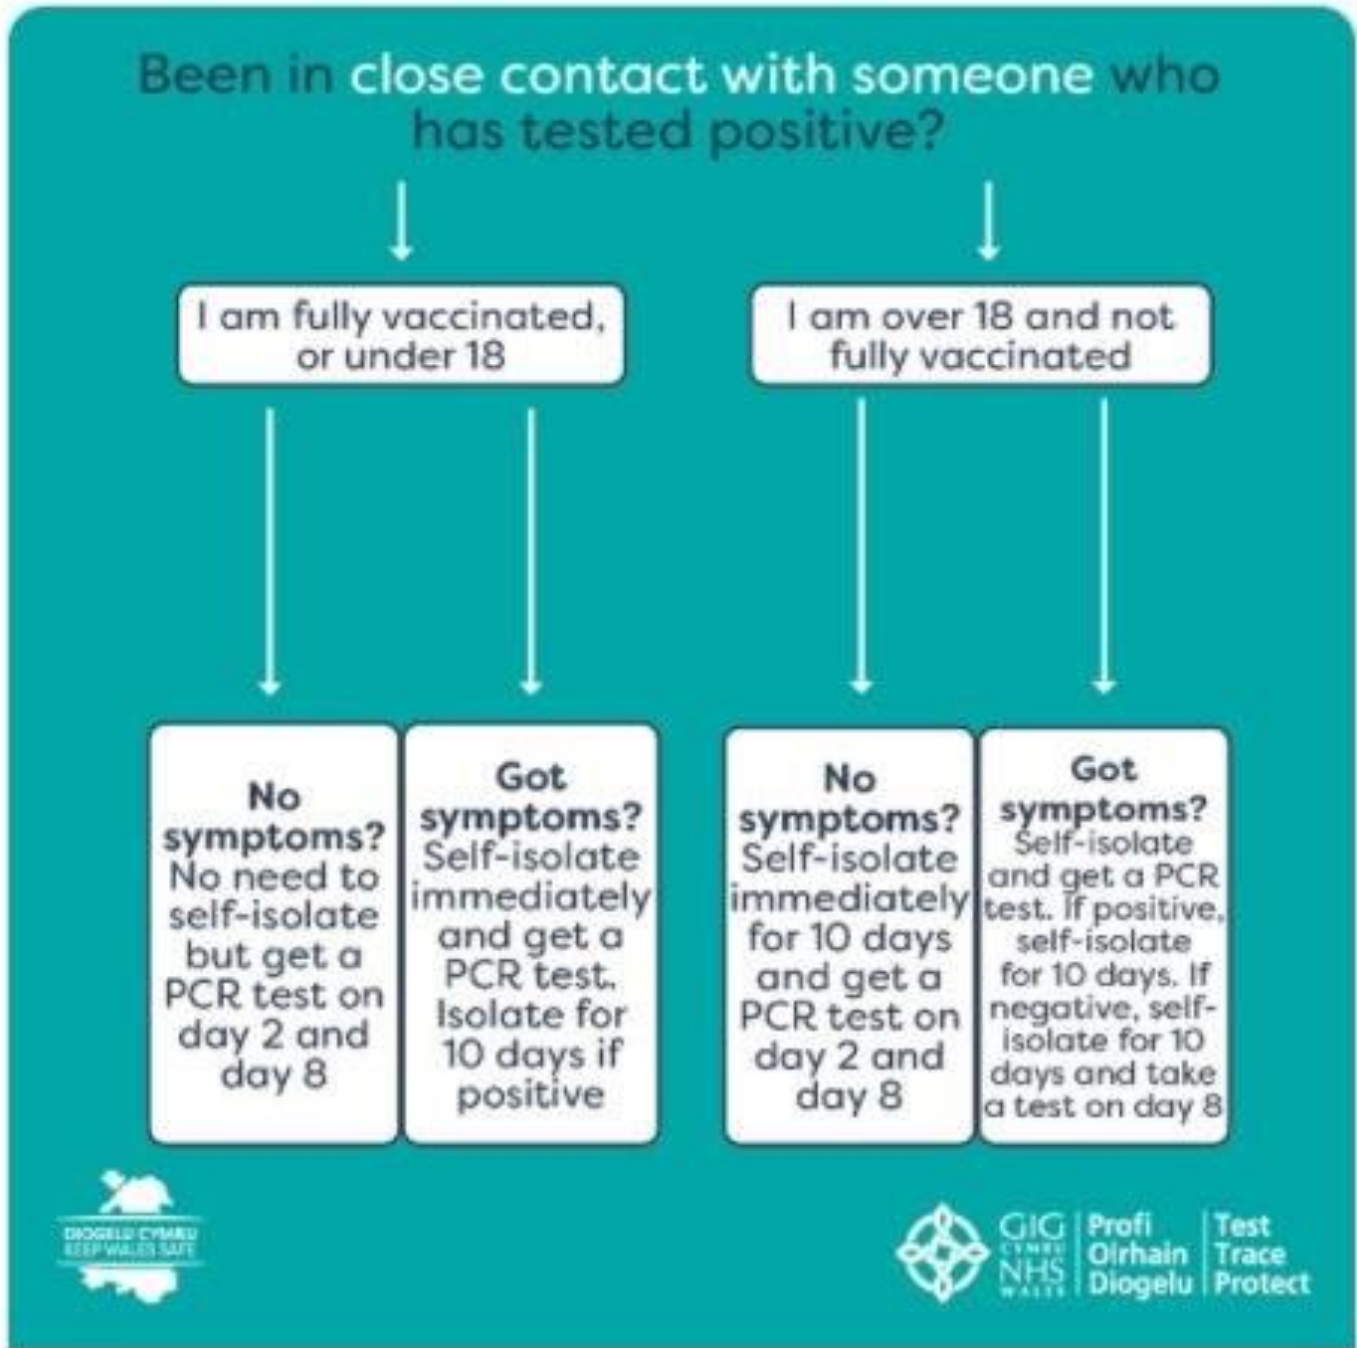 Been in close contact with someone who
has tested positive?
I am fully vaccinated,
or under 18
I am over 18 and not
fully vaccinated
No
symptoms?
No need to
self-isolate
but get a
PCR test on
day 2 and
day 8
Got
symptoms?
Self-isolate
immediately
and get a
PCR test.
Isolate for
10 days if
positive
No
symptoms?
Self-isolate
immediately
for 10 days
and get a
PCR test on
day 2 and
day 8
Got
symptoms?
Self-isolate
and get a PCR
test. If positive,
self-isolate
for 10 days. If
negative, self-
isolate for 10
days and take
a test on day 8
DIOGELU CYMRU
KEEP WALES SAFE
GIG
CYMRU
NHS
WALES
Profi
Olrhain
Diogelu
Test
Trace
Protect